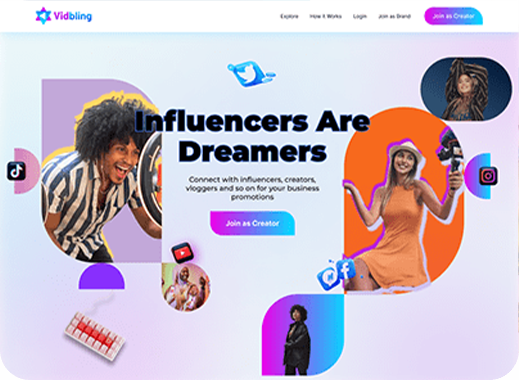 Vidbling
Explore How it Works Login Join as Brand Join as Creator
Influencers Are
Dreamers
Connect with influencers, creators,
vloggers and so on for your business
promotions
Join as Creator